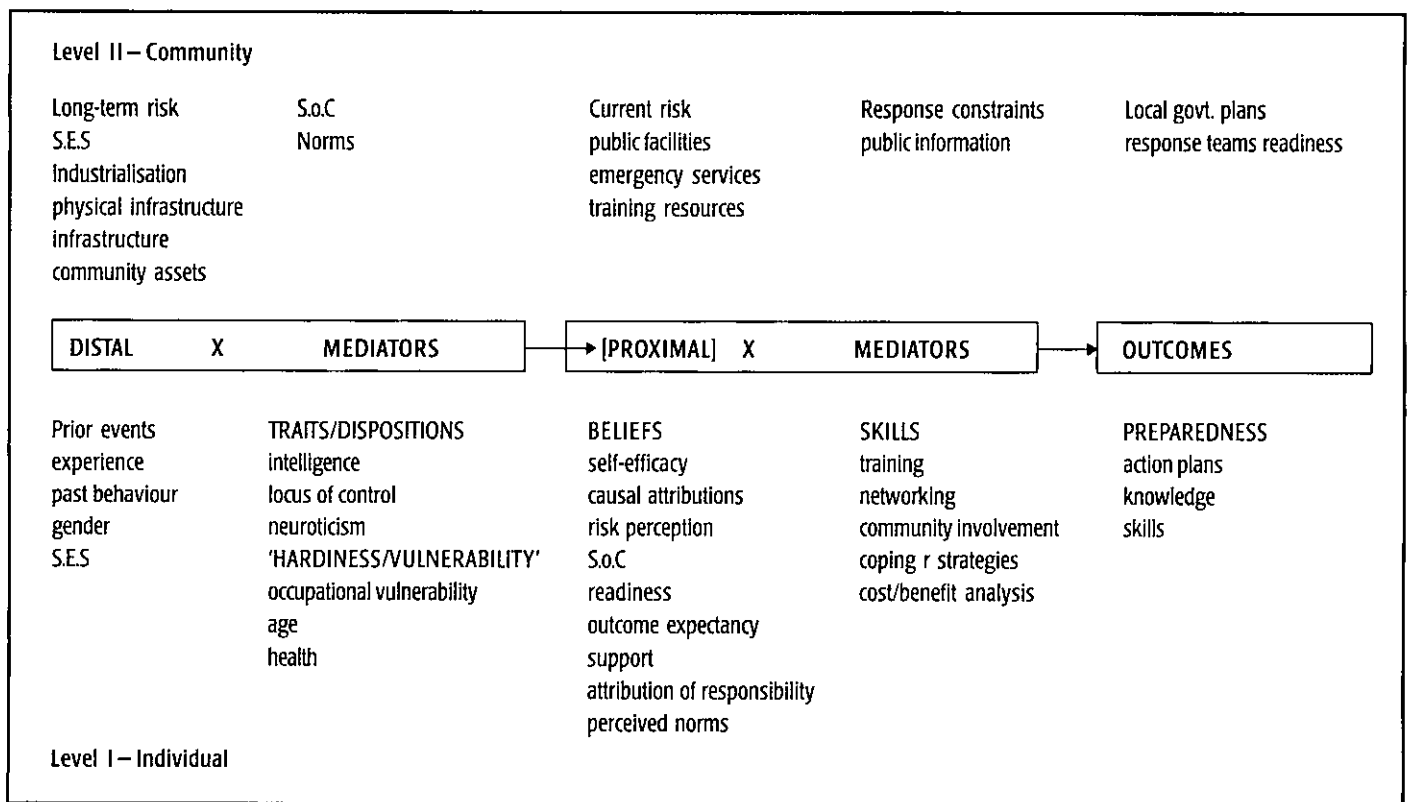 Level II – Community
Long-term risk
S.E.S
Industrialisation
physical infrastructure
infrastructure
community assets
S.o.C
Norms
Current risk
public facilities
emergency services
training resources
Response constraints
public information
Local govt. plans
response teams readiness
DISTAL X MEDIATORS
[PROXIMAL] X MEDIATORS
OUTCOMES
Prior events
experience
past behaviour
gender
S.E.S
TRAITS/DISPOSITIONS
intelligence
locus of control
neuroticism
'HARDINESS/VULNERABILITY'
occupational vulnerability
age
health
BELIEFS
self-efficacy
causal attributions
risk perception
S.o.C
readiness
outcome expectancy
support
attribution of responsibility
perceived norms
SKILLS
training
networking
community involvement
coping r strategies
cost/benefit analysis
PREPAREDNESS
action plans
knowledge
skills
Level I – Individual